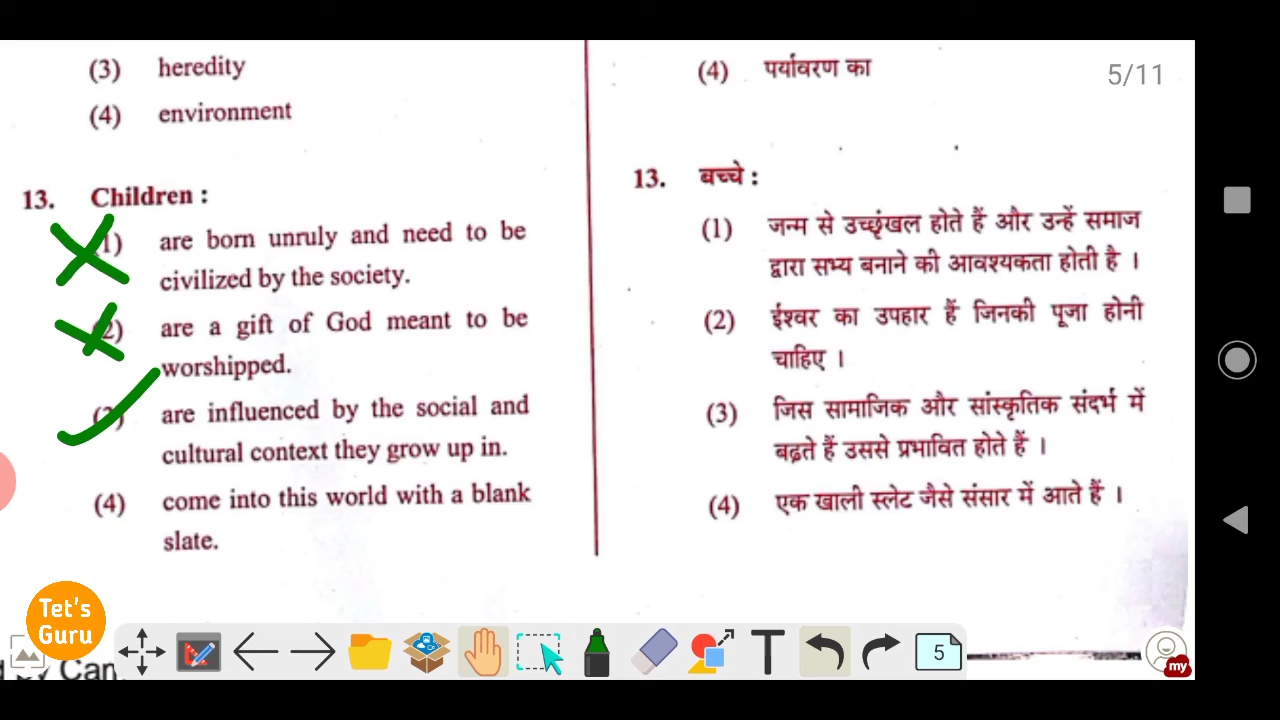 (3) heredity
(4) environment
13. Children :
(1) are born unruly and need to be
civilized by the society.
(2) are a gift of God meant to be
worshipped.
(3) are influenced by the social and
cultural context they grow up in.
(4) come into this world with a blank
slate.
(4) पर्यावरण का
5/11
13. बच्चे :
(1) जन्म से उच्छृंखल होते हैं और उन्हें समाज
द्वारा सभ्य बनाने की आवश्यकता होती है ।
(2) ईश्वर का उपहार हैं जिनकी पूजा होनी
चाहिए ।
(3) जिस सामाजिक और सांस्कृतिक संदर्भ में
बढ़ते हैं उससे प्रभावित होते हैं ।
(4) एक खाली स्लेट जैसे संसार में आते हैं ।
Tet's
Guru
T
5
my